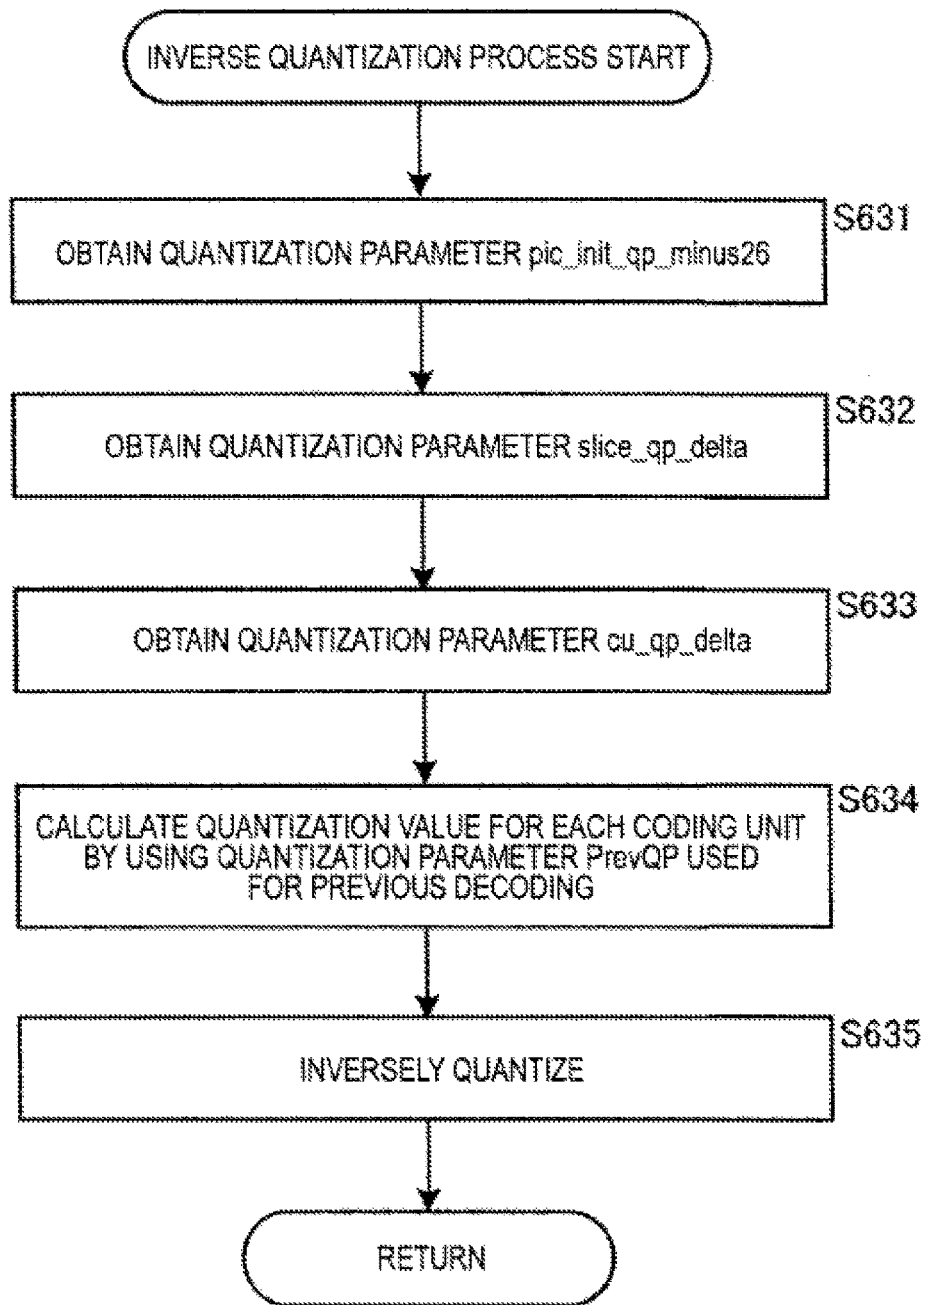 INVERSE QUANTIZATION PROCESS START
S631
OBTAIN QUANTIZATION PARAMETER pic_init_qp_minus26
S632
OBTAIN QUANTIZATION PARAMETER slice_qp_delta
S633
OBTAIN QUANTIZATION PARAMETER cu_qp_delta
S634
CALCULATE QUANTIZATION VALUE FOR EACH CODING UNIT
BY USING QUANTIZATION PARAMETER PrevQP USED
FOR PREVIOUS DECODING
S635
INVERSELY QUANTIZE
RETURN